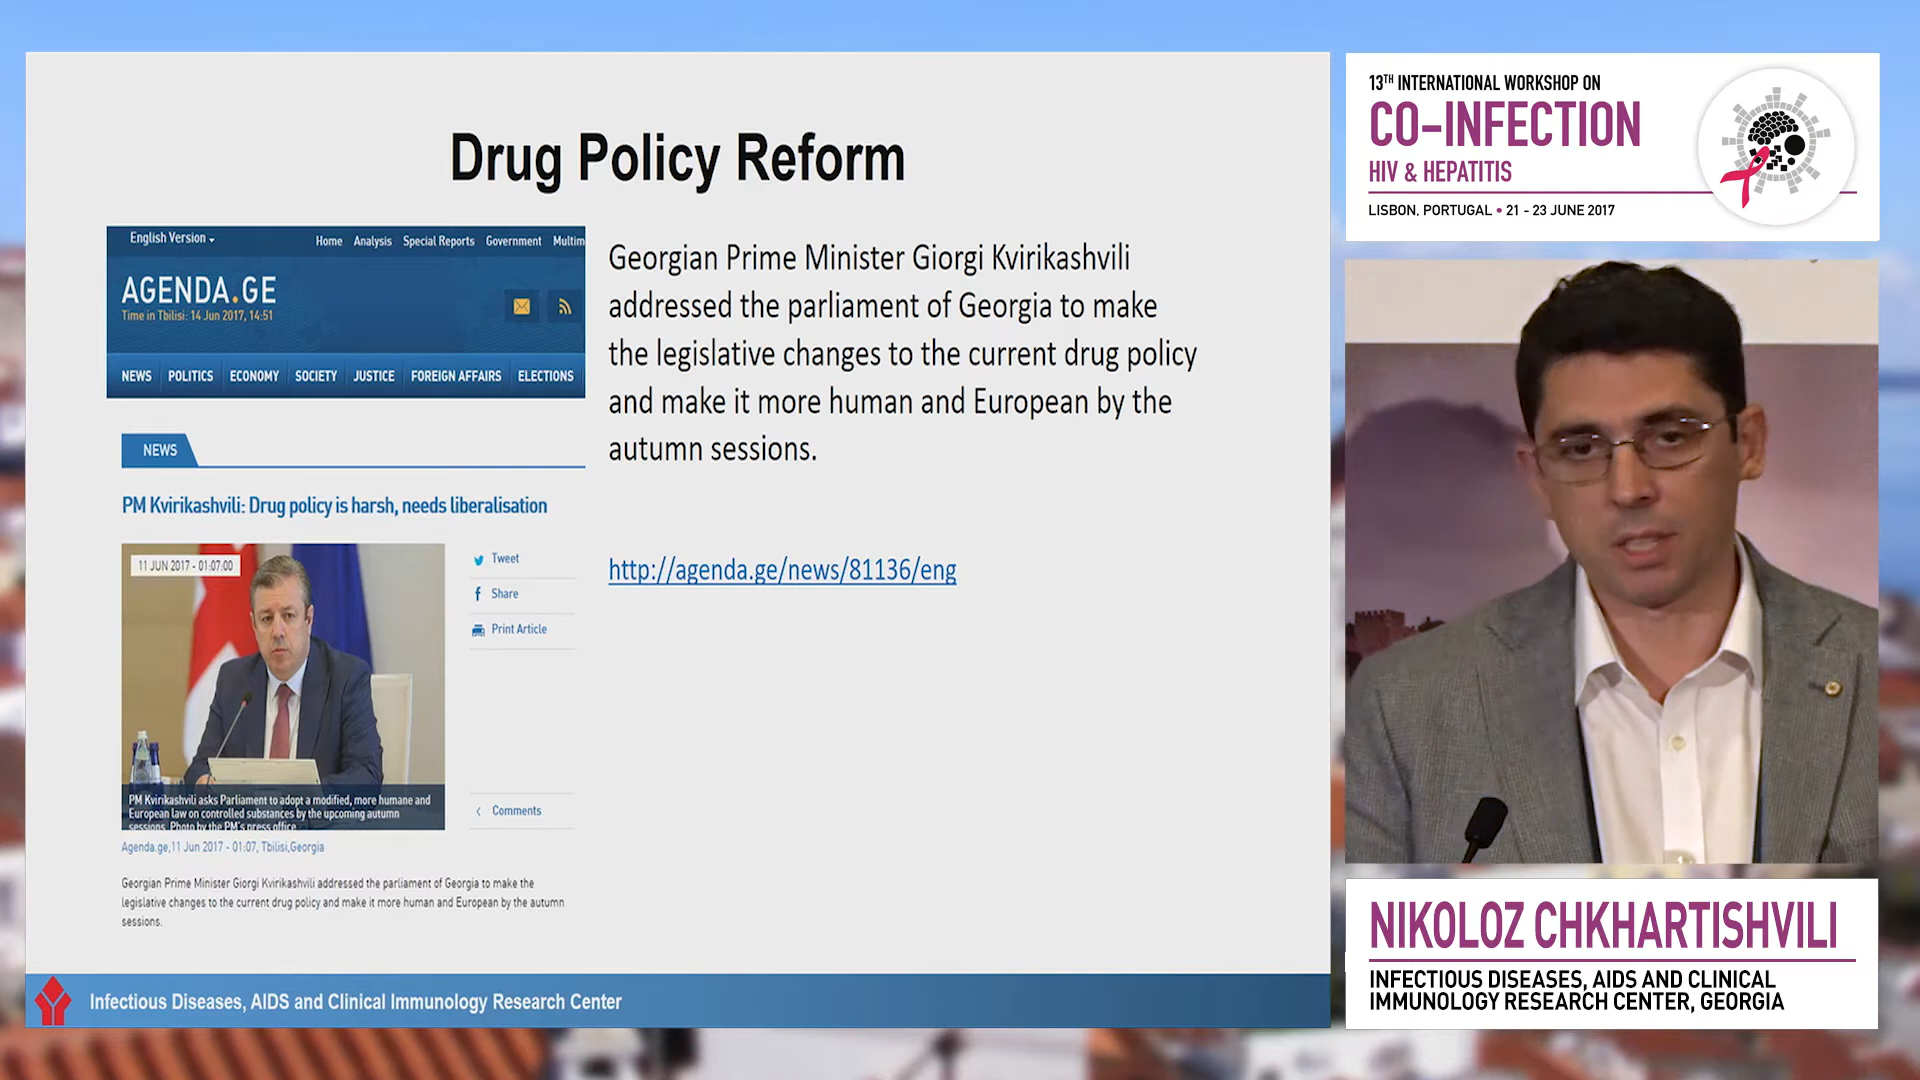 Drug Policy Reform
English Version
Home Analysis Special Reports Government Multim
AGENDA.GE
Time in Tbilisi: 14 Jun 2017, 14:51
NEWS POLITICS ECONOMY SOCIETY JUSTICE FOREIGN AFFAIRS ELECTIONS
NEWS
PM Kvirikashvili: Drug policy is harsh, needs liberalisation
11 JUN 2017 - 01:07:00
Tweet
Share
Print Article
PM Kvirikashvili asks Parliament to adopt a modified, more humane and
European law on controlled substances by the upcoming autumn
sessions. Photo by the PM's press office
Comments
Agenda.ge,11 Jun 2017 - 01:07, Tbilisi,Georgia
Georgian Prime Minister Giorgi Kvirikashvili addressed the parliament of Georgia to make the
legislative changes to the current drug policy and make it more human and European by the autumn
sessions.
Georgian Prime Minister Giorgi Kvirikashvili
addressed the parliament of Georgia to make
the legislative changes to the current drug policy
and make it more human and European by the
autumn sessions.
http://agenda.ge/news/81136/eng
Infectious Diseases, AIDS and Clinical Immunology Research Center
13TH INTERNATIONAL WORKSHOP ON
CO-INFECTION
HIV & HEPATITIS
LISBON, PORTUGAL • 21 - 23 JUNE 2017
NIKOLOZ CHKHARTISHVILI
INFECTIOUS DISEASES, AIDS AND CLINICAL
IMMUNOLOGY RESEARCH CENTER, GEORGIA